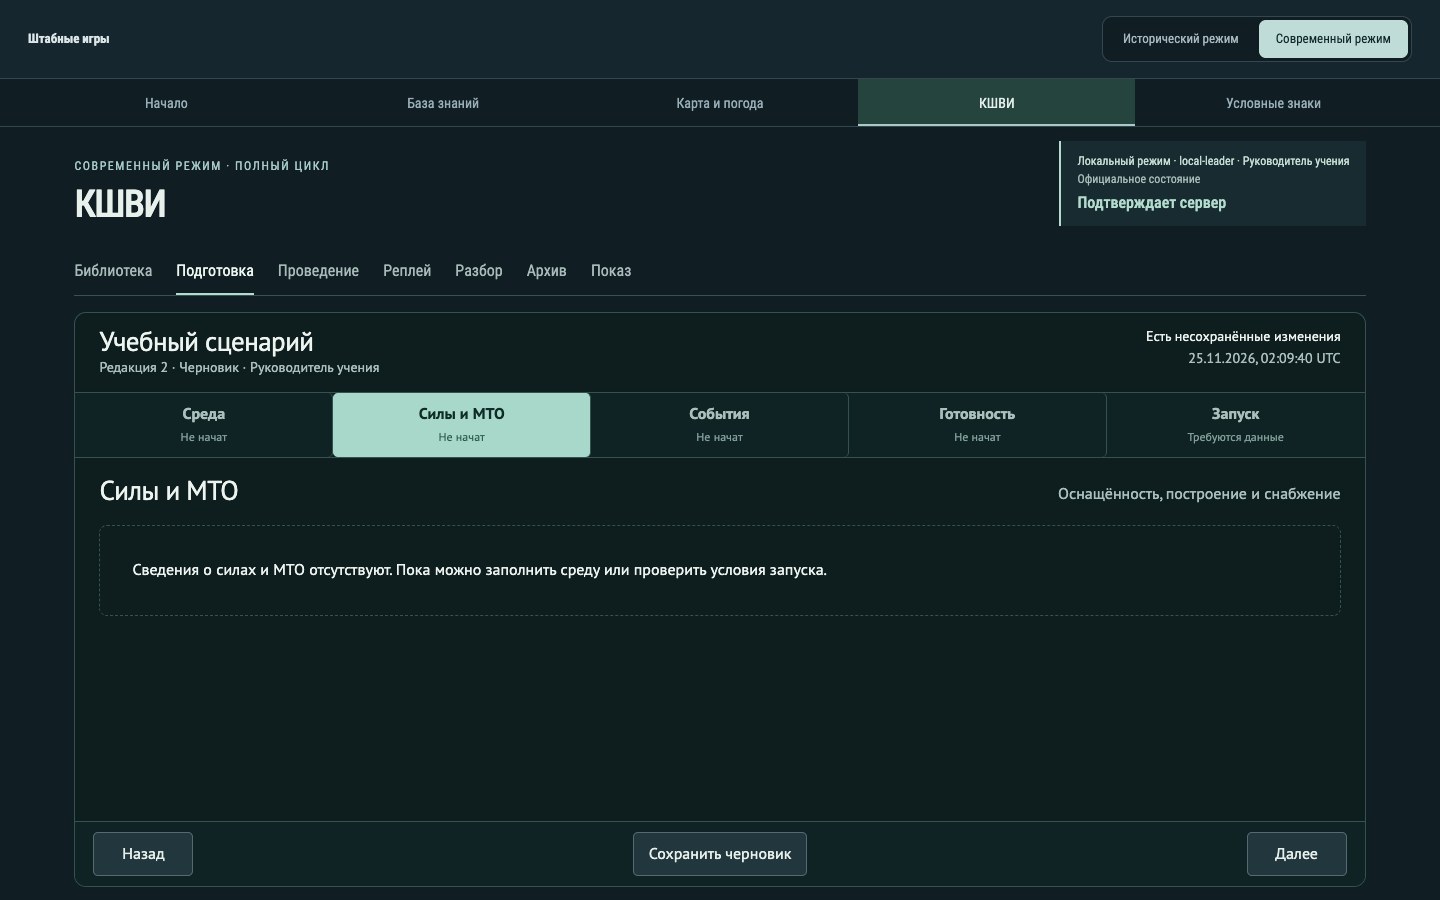 Штабные игры
Исторический режим
Современный режим
Начало
База знаний
Карта и погода
КШВИ
Условные знаки
СОВРЕМЕННЫЙ РЕЖИМ · ПОЛНЫЙ ЦИКЛ
КШВИ
Локальный режим · local-leader · Руководитель учения
Официальное состояние
Подтверждает сервер
Библиотека
Подготовка
Проведение
Реплей
Разбор
Архив
Показ
Учебный сценарий
Редакция 2 · Черновик · Руководитель учения
Есть несохранённые изменения
25.11.2026, 02:09:40 UTC
Среда
Не начат
Силы и МТО
Не начат
События
Не начат
Готовность
Не начат
Запуск
Требуются данные
Силы и МТО
Оснащённость, построение и снабжение
Сведения о силах и МТО отсутствуют. Пока можно заполнить среду или проверить условия запуска.
Назад
Сохранить черновик
Далее